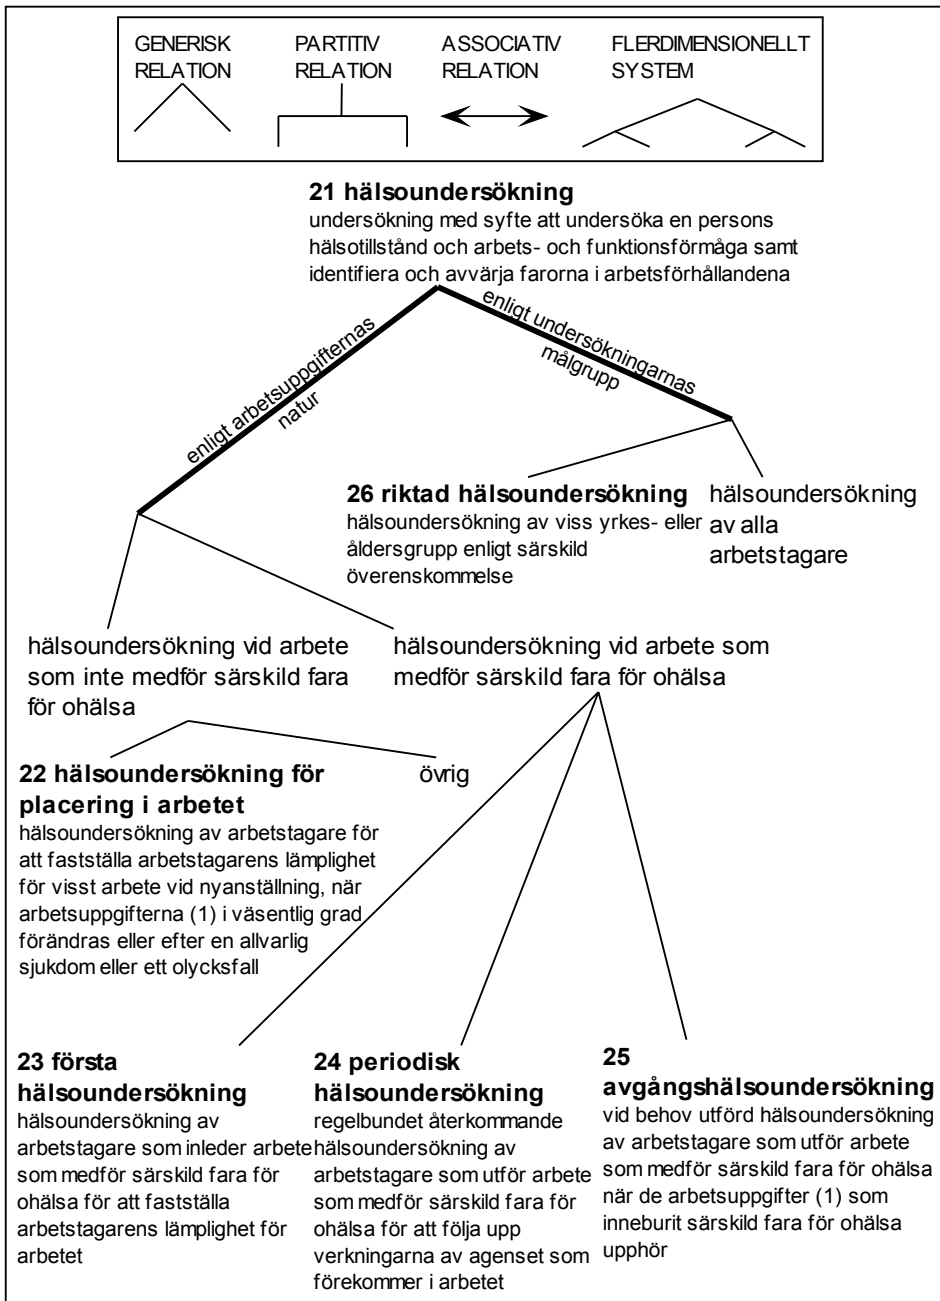 GENERISK
RELATION
PARTITIV
RELATION
ASSOCIATIV
RELATION
FLERDIMENSIONELLT
SYSTEM
21 hälsoundersökning
undersökning med syfte att undersöka en persons
hälsotillstånd och arbets- och funktionsförmåga samt
identifiera och avvärja farorna i arbetsförhållandena
enligt arbetsuppgifternas
natur
enligt undersökningarnas
målgrupp
26 riktad hälsoundersökning
hälsoundersökning av viss yrkes- eller
åldersgrupp enligt särskild
överenskommelse
hälsoundersökning
av alla
arbetstagare
hälsoundersökning vid arbete
som inte medför särskild fara
för ohälsa
hälsoundersökning vid arbete som
medför särskild fara för ohälsa
22 hälsoundersökning för
placering i arbetet
hälsoundersökning av arbetstagare för
att fastställa arbetstagarens lämplighet
för visst arbete vid nyanställning, när
arbetsuppgifterna (1) i väsentlig grad
förändras eller efter en allvarlig
sjukdom eller ett olycksfall
övrig
23 första
hälsoundersökning
hälsoundersökning av
arbetstagare som inleder arbete
som medför särskild fara för
ohälsa för att fastställa
arbetstagarens lämplighet för
arbetet
24 periodisk
hälsoundersökning
regelbundet återkommande
hälsoundersökning av
arbetstagare som utför arbete
som medför särskild fara för
ohälsa för att följa upp
verkningarna av agenset som
förekommer i arbetet
25
avgångshälsoundersökning
vid behov utförd hälsoundersökning
av arbetstagare som utför arbete
som medför särskild fara för ohälsa
när de arbetsuppgifter (1) som
inneburit särskild fara för ohälsa
upphör